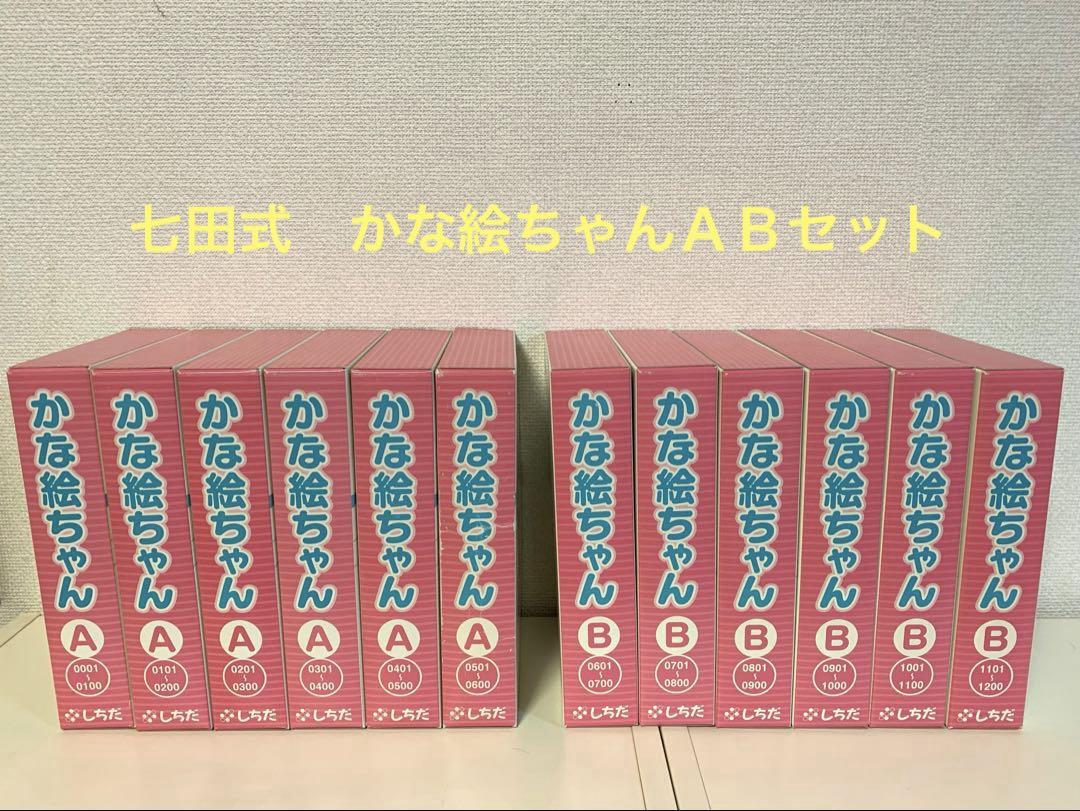 七田式　かな絵ちゃんＡＢセット
かな絵ちゃん
A
0001
～
0100
しちだ
かな絵ちゃん
A
0101
～
0200
しちだ
かな絵ちゃん
A
0201
～
0300
しちだ
かな絵ちゃん
A
0301
～
0400
しちだ
かな絵ちゃん
A
0401
～
0500
しちだ
かな絵ちゃん
A
0501
～
0600
しちだ
かな絵ちゃん
B
0601
～
0700
しちだ
かな絵ちゃん
B
0701
～
0800
しちだ
かな絵ちゃん
B
0801
～
0900
しちだ
かな絵ちゃん
B
0901
～
1000
しちだ
かな絵ちゃん
B
1001
～
1100
しちだ
かな絵ちゃん
B
1101
～
1200
しちだ